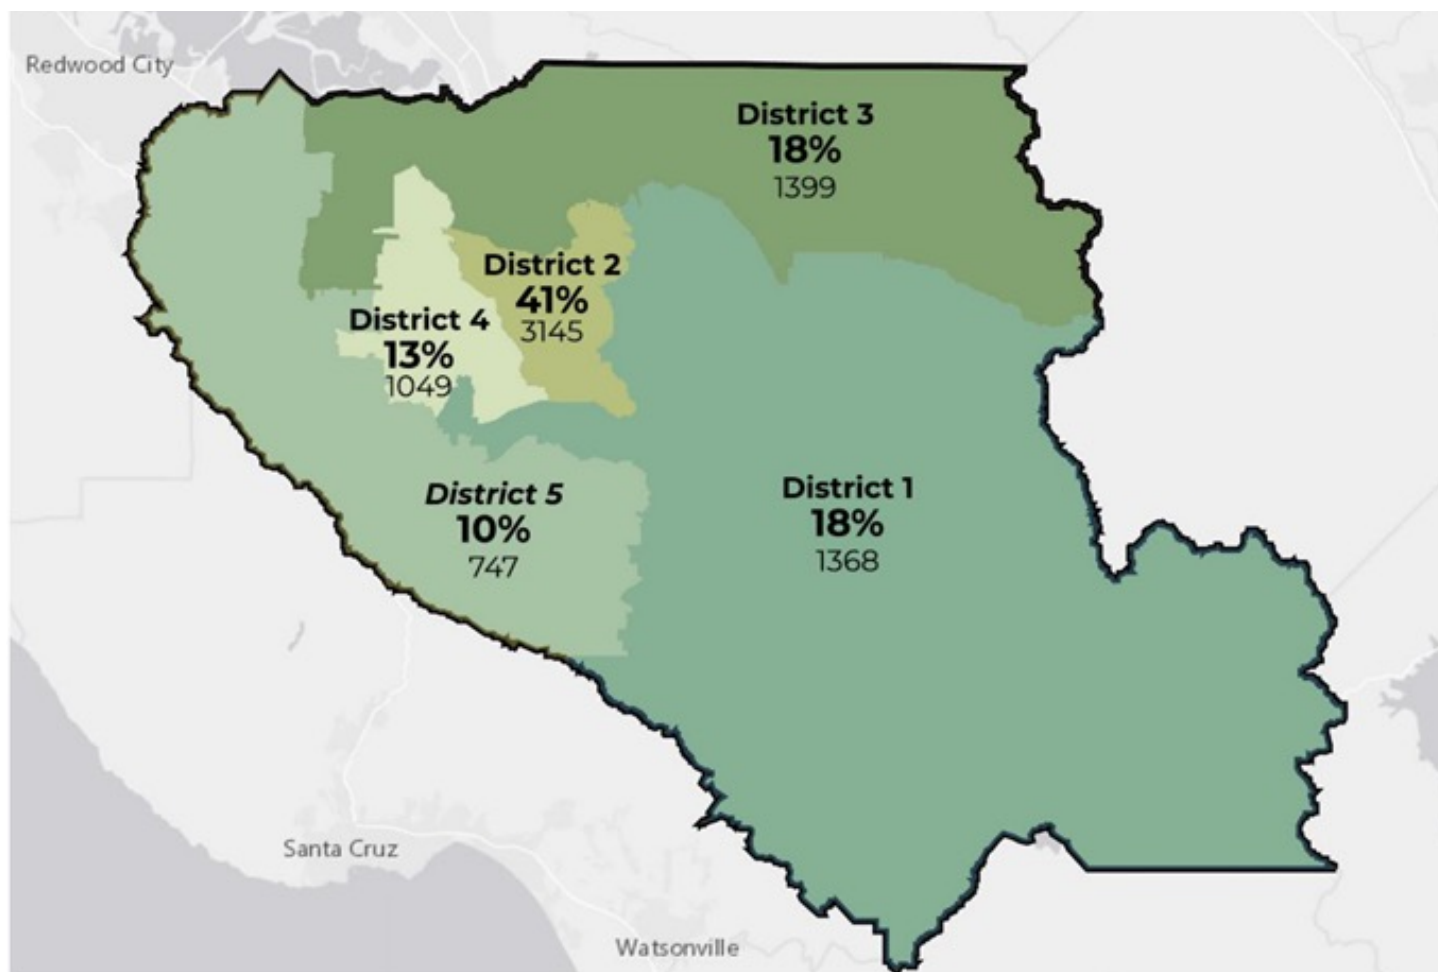 Redwood City
District 3
18%
1399
District 2
41%
3145
District 4
13%
1049
District 1
18%
1368
District 5
10%
747
Santa Cruz
Watsonville